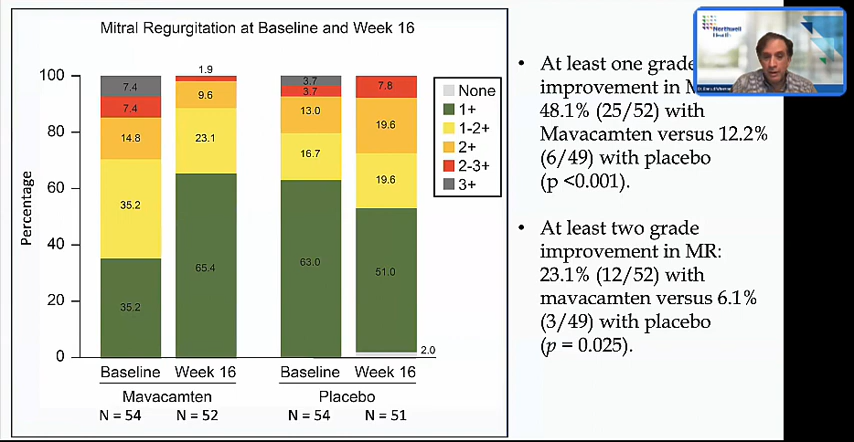 Mitral Regurgitation at Baseline and Week 16
Percentage
100
80
60
40
20
0
7.4
7.4
14.8
35.2
35.2
1.9
9.6
23.1
65.4
3.7
3.7
13.0
16.7
63.0
7.8
19.6
19.6
51.0
2.0
None
1+
1-2+
2+
2-3+
3+
Baseline Week 16 Baseline Week 16
Mavacamten Placebo
N = 54 N = 52 N = 54 N = 51
• At least one grade
improvement in
48.1% (25/52) with
Mavacamten versus 12.2%
(6/49) with placebo
(p <0.001).
• At least two grade
improvement in MR:
23.1% (12/52) with
mavacamten versus 6.1%
(3/49) with placebo
(p = 0.025).
Northwell
Health